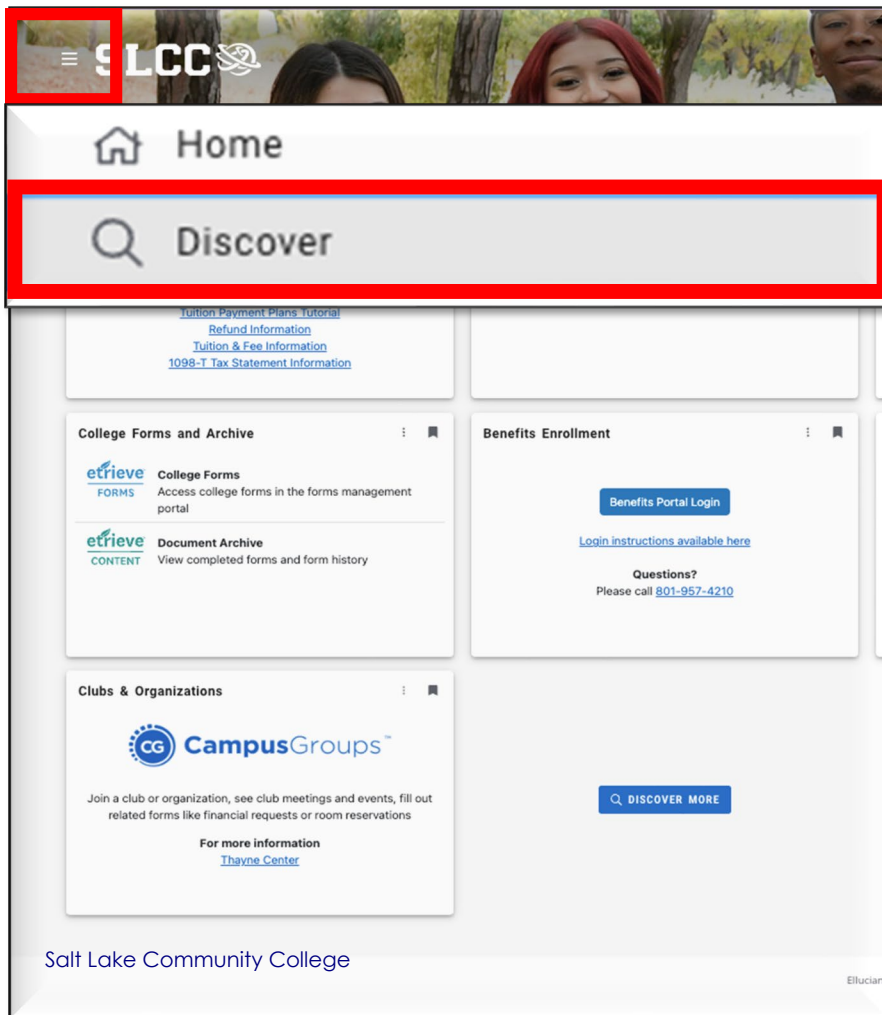 SLCC
Home
Discover
Tuition Payment Plans Tutorial
Refund Information
Tuition & Fee Information
1098-T Tax Statement Information
College Forms and Archive
etrieve
FORMS
College Forms
Access college forms in the forms management
portal
etrieve
CONTENT
Document Archive
View completed forms and form history
Benefits Enrollment
Benefits Portal Login
Login instructions available here
Questions?
Please call 801-957-4210
Clubs & Organizations
CG CampusGroups™
Join a club or organization, see club meetings and events, fill out
related forms like financial requests or room reservations
For more information
Thayne Center
DISCOVER MORE
Salt Lake Community College
Ellucian